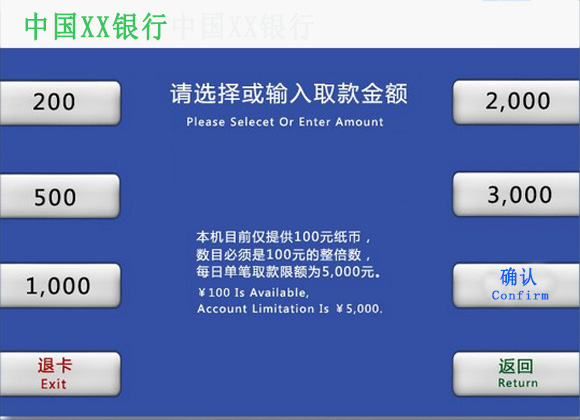 中国XX银行
中国XX银行
请选择或输入取款金额
Please Selecet Or Enter Amount
200
2,000
500
3,000
本机目前仅提供100元纸币，
数目必须是100元的整倍数，
每日单笔取款限额为5,000元。
￥100 Is Available,
Account Limitation Is ￥5,000.
1,000
确认
Confirm
退卡
Exit
返回
Return